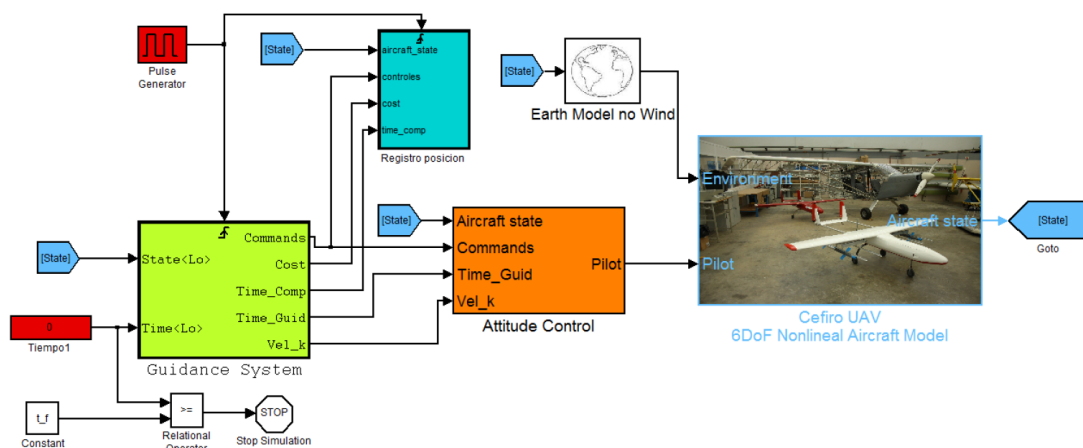 Pulse
Generator
[State]
aircraft_state
controles
cost
time_comp
Registro posicion
[State]
Earth Model no Wind
Environment
Pilot
Aircraft state
Cefiro UAV
6DoF Nonlineal Aircraft Model
[State]
Goto
[State]
State<Lo>
Time<Lo>
Commands
Cost
Time_Comp
Time_Guid
Vel_k
Guidance System
[State]
Aircraft state
Commands
Time_Guid
Vel_k
Pilot
Attitude Control
0
Tiempo1
t_f
Constant
>=
Relational
Operator
STOP
Stop Simulation